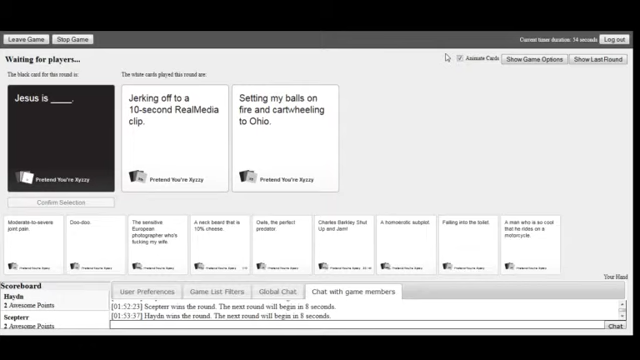 Leave Game
Stop Game
Current timer duration: 54 seconds
Log out
Waiting for players...
Animate Cards
Show Game Options
Show Last Round
The black card for this round is:
The white cards played this round are:
Jesus is ____.
Pretend You're Xyzzy
Jerking off to a
10-second RealMedia
clip.
Pretend You're Xyzzy
Setting my balls on
fire and cartwheeling
to Ohio.
Pretend You're Xyzzy
Confirm Selection
Moderate-to-severe
joint pain.
Doo-doo.
The sensitive
European
photographer who's
fucking my wife.
A neck beard that is
10% cheese.
Owls, the perfect
predator.
Charles Barkley Shut
Up and Jam!
A homoerotic subplot.
Falling into the toilet.
A man who is so cool
that he rides on a
motorcycle.
Your Hand
Scoreboard
Haydn
2 Awesome Points
Scepterr
2 Awesome Points
User Preferences
Game List Filters
Global Chat
Chat with game members
[01:52:23] Scepterr wins the round. The next round will begin in 8 seconds.
[01:53:37] Haydn wins the round. The next round will begin in 8 seconds.
Chat